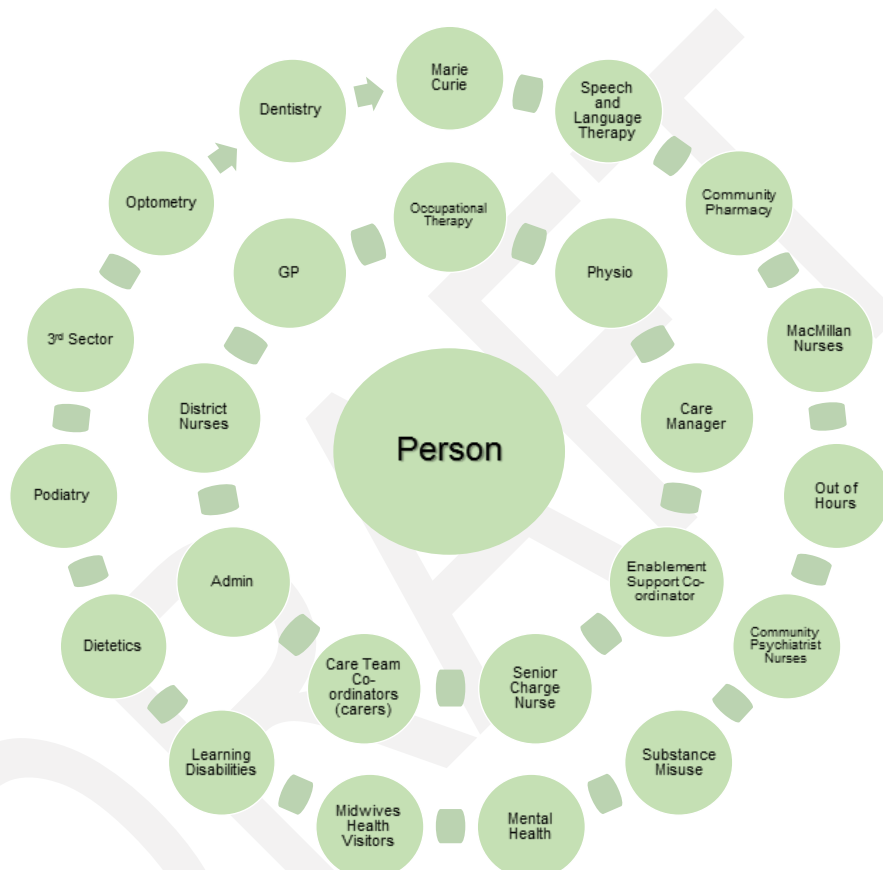 Marie
Curie
Speech
and
Language
Therapy
Community
Pharmacy
MacMillan
Nurses
Out of
Hours
Community
Psychiatrist
Nurses
Substance
Misuse
Mental
Health
Midwives
Health
Visitors
Learning
Disabilities
Dietetics
Podiatry
3rd Sector
Optometry
Dentistry
Occupational
Therapy
Physio
Care
Manager
Enablement
Support Co-
ordinator
Senior
Charge
Nurse
Care Team
Co-
ordinators
(carers)
Admin
District
Nurses
GP
Person
DRAFT